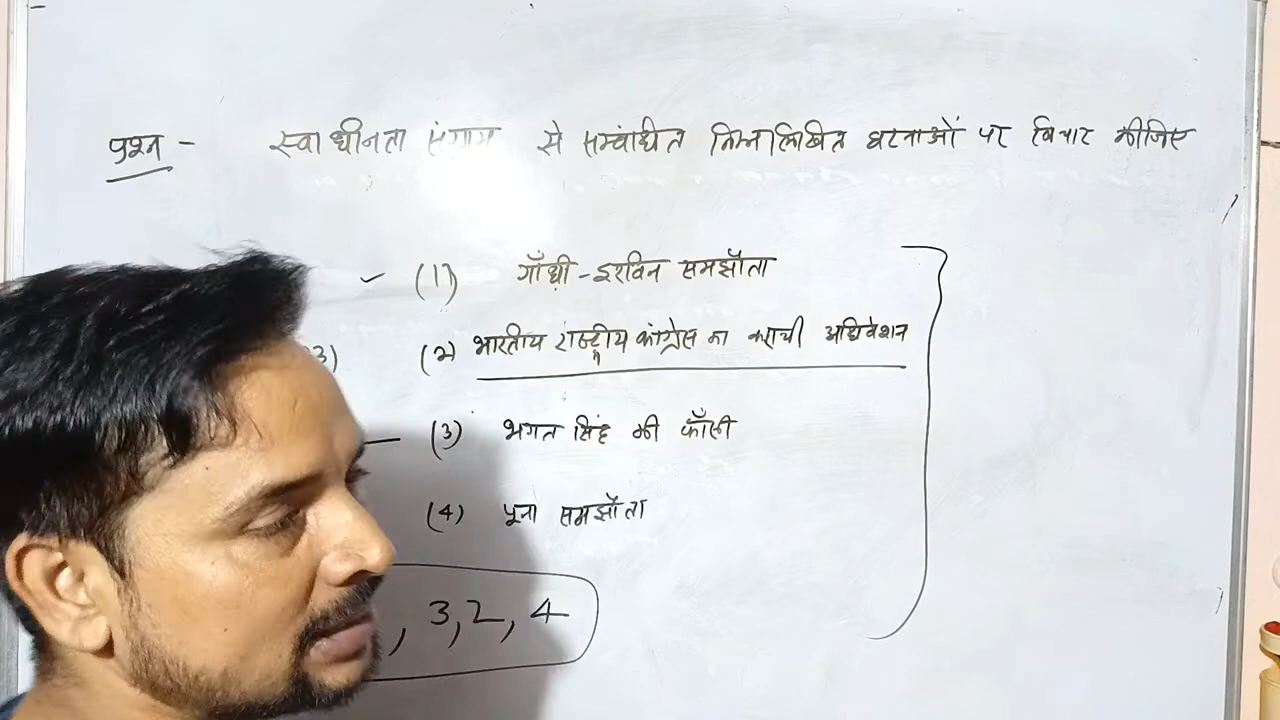 प्रश्न - स्वाधीनता संग्राम से सम्बंधित निम्नलिखित घटनाओं पर विचार कीजिए
(1) गाँधी-इरविन समझौता
3) (2) भारतीय राष्ट्रीय कांग्रेस का कराची अधिवेशन
(3) भगत सिंह की फाँसी
(4) पूना समझौता
, 3,2, 4